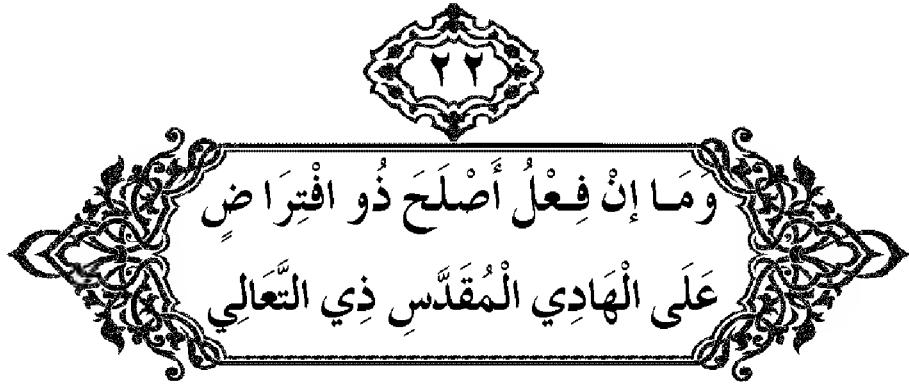 ٢٢
وَمَا إنْ فِعْلُ أَصْلَحَ ذُو افْتِرَاضٍ
عَلَى الْهَادِي الْمُقَدَّسِ ذِي التَّعَالِي